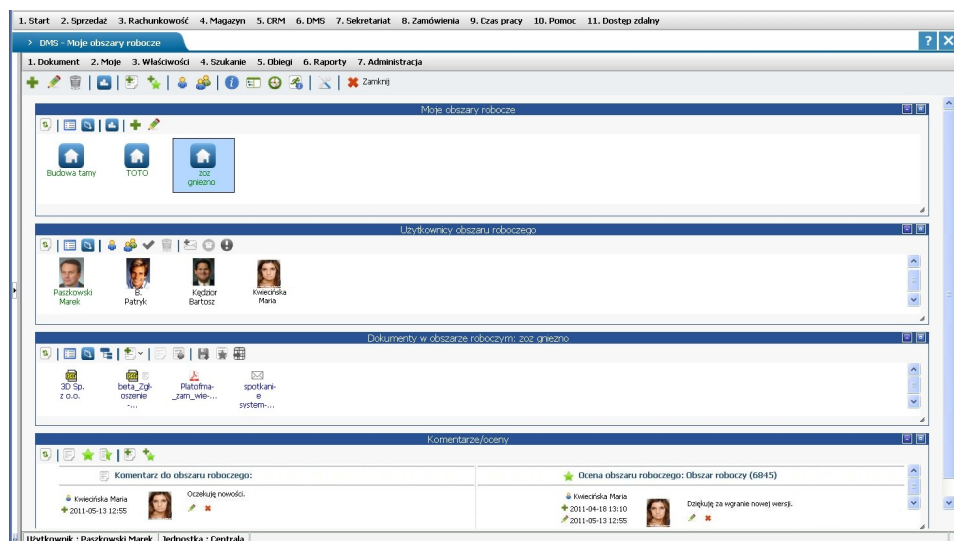 1. Start 2. Sprzedaż 3. Rachunkowość 4. Magazyn 5. CRM 6. DMS 7. Sekretariat 8. Zamówienia 9. Czas pracy 10. Pomoc 11. Dostęp zdalny
> DMS - Moje obszary robocze
? X
1. Dokument 2. Moje 3. Właściwości 4. Szukanie 5. Obiegi 6. Raporty 7. Administracja
Zamknij
Moje obszary robocze
Budowa tamy TOTO zoz
gniezno
Użytkownicy obszaru roboczego
Paszkowski B. Kędzior Kwiecińska
Marek Patryk Bartosz Maria
Dokumenty w obszarze roboczym: zoz gniezno
3D Sp. beta_Zgł- Platofma- spotkani-
z o.o. oszenie _zam_wie-... e
-... system-...
Komentarze/oceny
Komentarz do obszaru roboczego: Ocena obszaru roboczego: Obszar roboczy (6845)
Kwiecińska Maria Oczekuję nowości. Kwiecińska Maria
2011-05-13 12:55 2011-04-18 13:10 Dziękuję za wgranie nowej wersji.
2011-05-13 12:55
Użytkownik : Paszkowski Marek Jednostka : Centrala